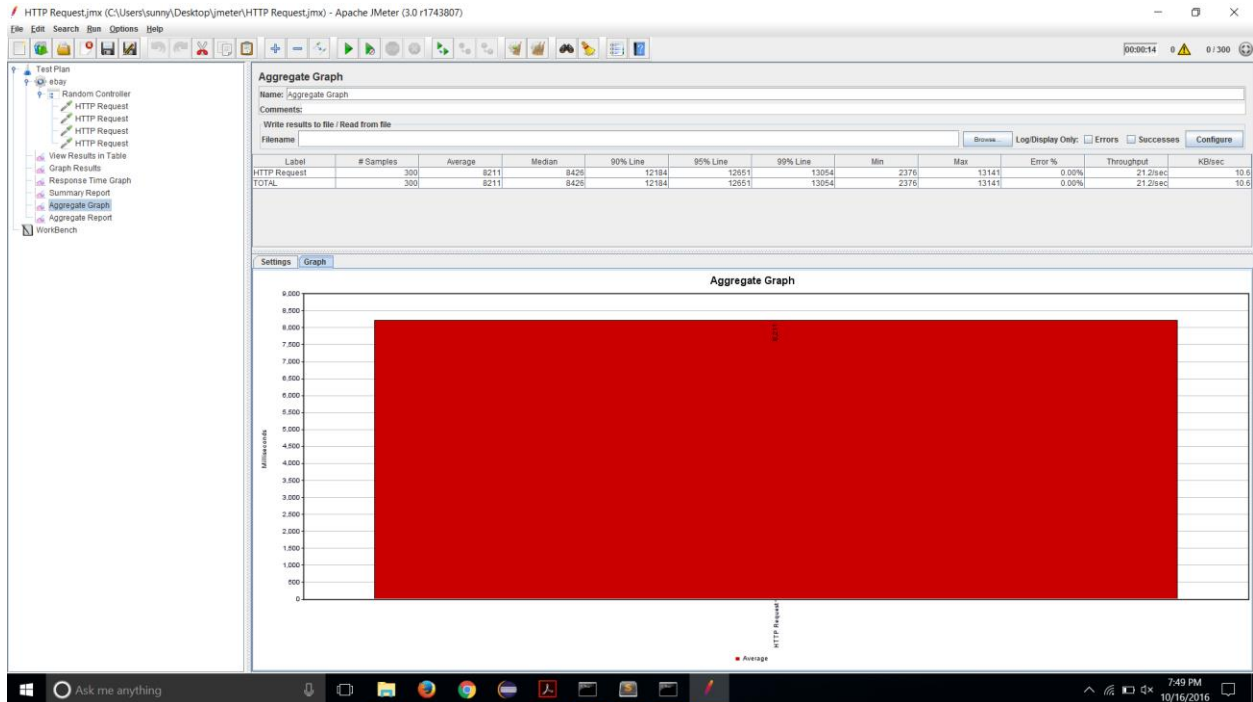 HTTP Request.jmx (C:\Users\sunny\Desktop\jmeter\HTTP Request.jmx) - Apache JMeter (3.0 r1743807)
File Edit Search Run Options Help
00:00:14 0 0 / 300
Test Plan
ebay
Random Controller
HTTP Request
HTTP Request
HTTP Request
HTTP Request
View Results in Table
Graph Results
Response Time Graph
Summary Report
Aggregate Graph
Aggregate Report
WorkBench
Aggregate Graph
Name: Aggregate Graph
Comments:
Write results to file / Read from file
Filename Browse... Log/Display Only: Errors Successes Configure
Label # Samples Average Median 90% Line 95% Line 99% Line Min Max Error % Throughput KB/sec
HTTP Request 300 8211 8426 12184 12651 13054 2376 13141 0.00% 21.2/sec 10.6
TOTAL 300 8211 8426 12184 12651 13054 2376 13141 0.00% 21.2/sec 10.6
Settings Graph
Aggregate Graph
9,000
8,500
8,000
7,500
7,000
6,500
6,000
5,500
5,000
4,500
4,000
3,500
3,000
2,500
2,000
1,500
1,000
500
0
Milliseconds
8,211
HTTP Request
Average
Ask me anything
7:49 PM
10/16/2016